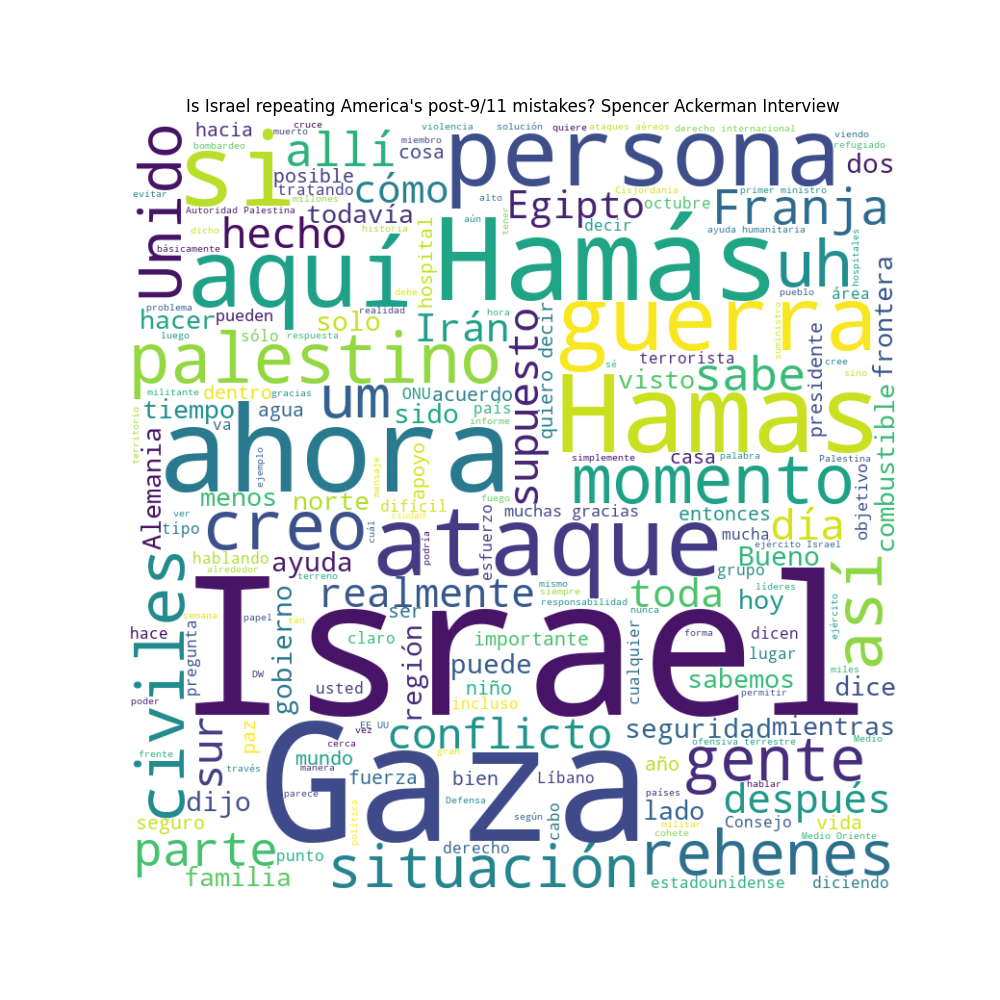 Is Israel repeating America's post-9/11 mistakes? Spencer Ackerman Interview
hacia
cruce
muerto
violencia
solución
quiere
ataques aéreos
derecho internacional
viendo
refugiado
bombardeo
si
allí
miembro
cosa
persona
dos
Unido
evitar
posible
tratando
millones
cómo
alto
Cisjordania
primer ministro
Autoridad Palestina
todavía
Egipto
octubre
Franja
dicho
historia
aún
tener
decir
ayuda humanitaria
hecho
básicamente
aquí
hospital
Hamás
uh
hospitales
frontera
debe
pueblo
área
problema
realidad
hora
hacer
pueden
solo
Irán
guerra
suministro
luego
sólo
respuesta
palestino
supuesto
quiero decir
sé
terrorista
presidente
cree
sino
visto
sabe
militante
dentro
gracias
um
ONU
acuerdo
país
informe
Hamas
combustible
territorio
tiempo
va
agua
sido
ahora
ejemplo
mensaje
apoyo
simplemente
casa
palabra
Palestina
Alemania
momento
objetivo
menos
norte
difícil
ciudad
fuego
muchas gracias
entonces
día
ver
tipo
creo
cuál
ataque
podría
esfuerzo
mucha
ejército Israel
hablando
alrededor
ayuda
terreno
Bueno
grupo
civiles
realmente
mismo
siempre
toda
líderes
hoy
así
ser
responsabilidad
nunca
ejército
semana
papel
tan
Israel
hace
pregunta
gobierno
claro
región
importante
cualquier
forma
dicen
lugar
DW
puede
miles
poder
usted
niño
incluso
sabemos
permitir
dice
sur
paz
EE UU
vez
conflicto
seguridad
mientras
frente
cerca
gran
ofensiva terrestre
Medio
mundo
manera
través
Gaza
fuerza
bien
Líbano
año
gente
hablar
países
dijo
parece
Defensa
después
seguro
política
según
cabo
lado
militar
cohete
Consejo
vida
Medio Oriente
parte
punto
derecho
situación
rehenes
familia
estadounidense
diciendo